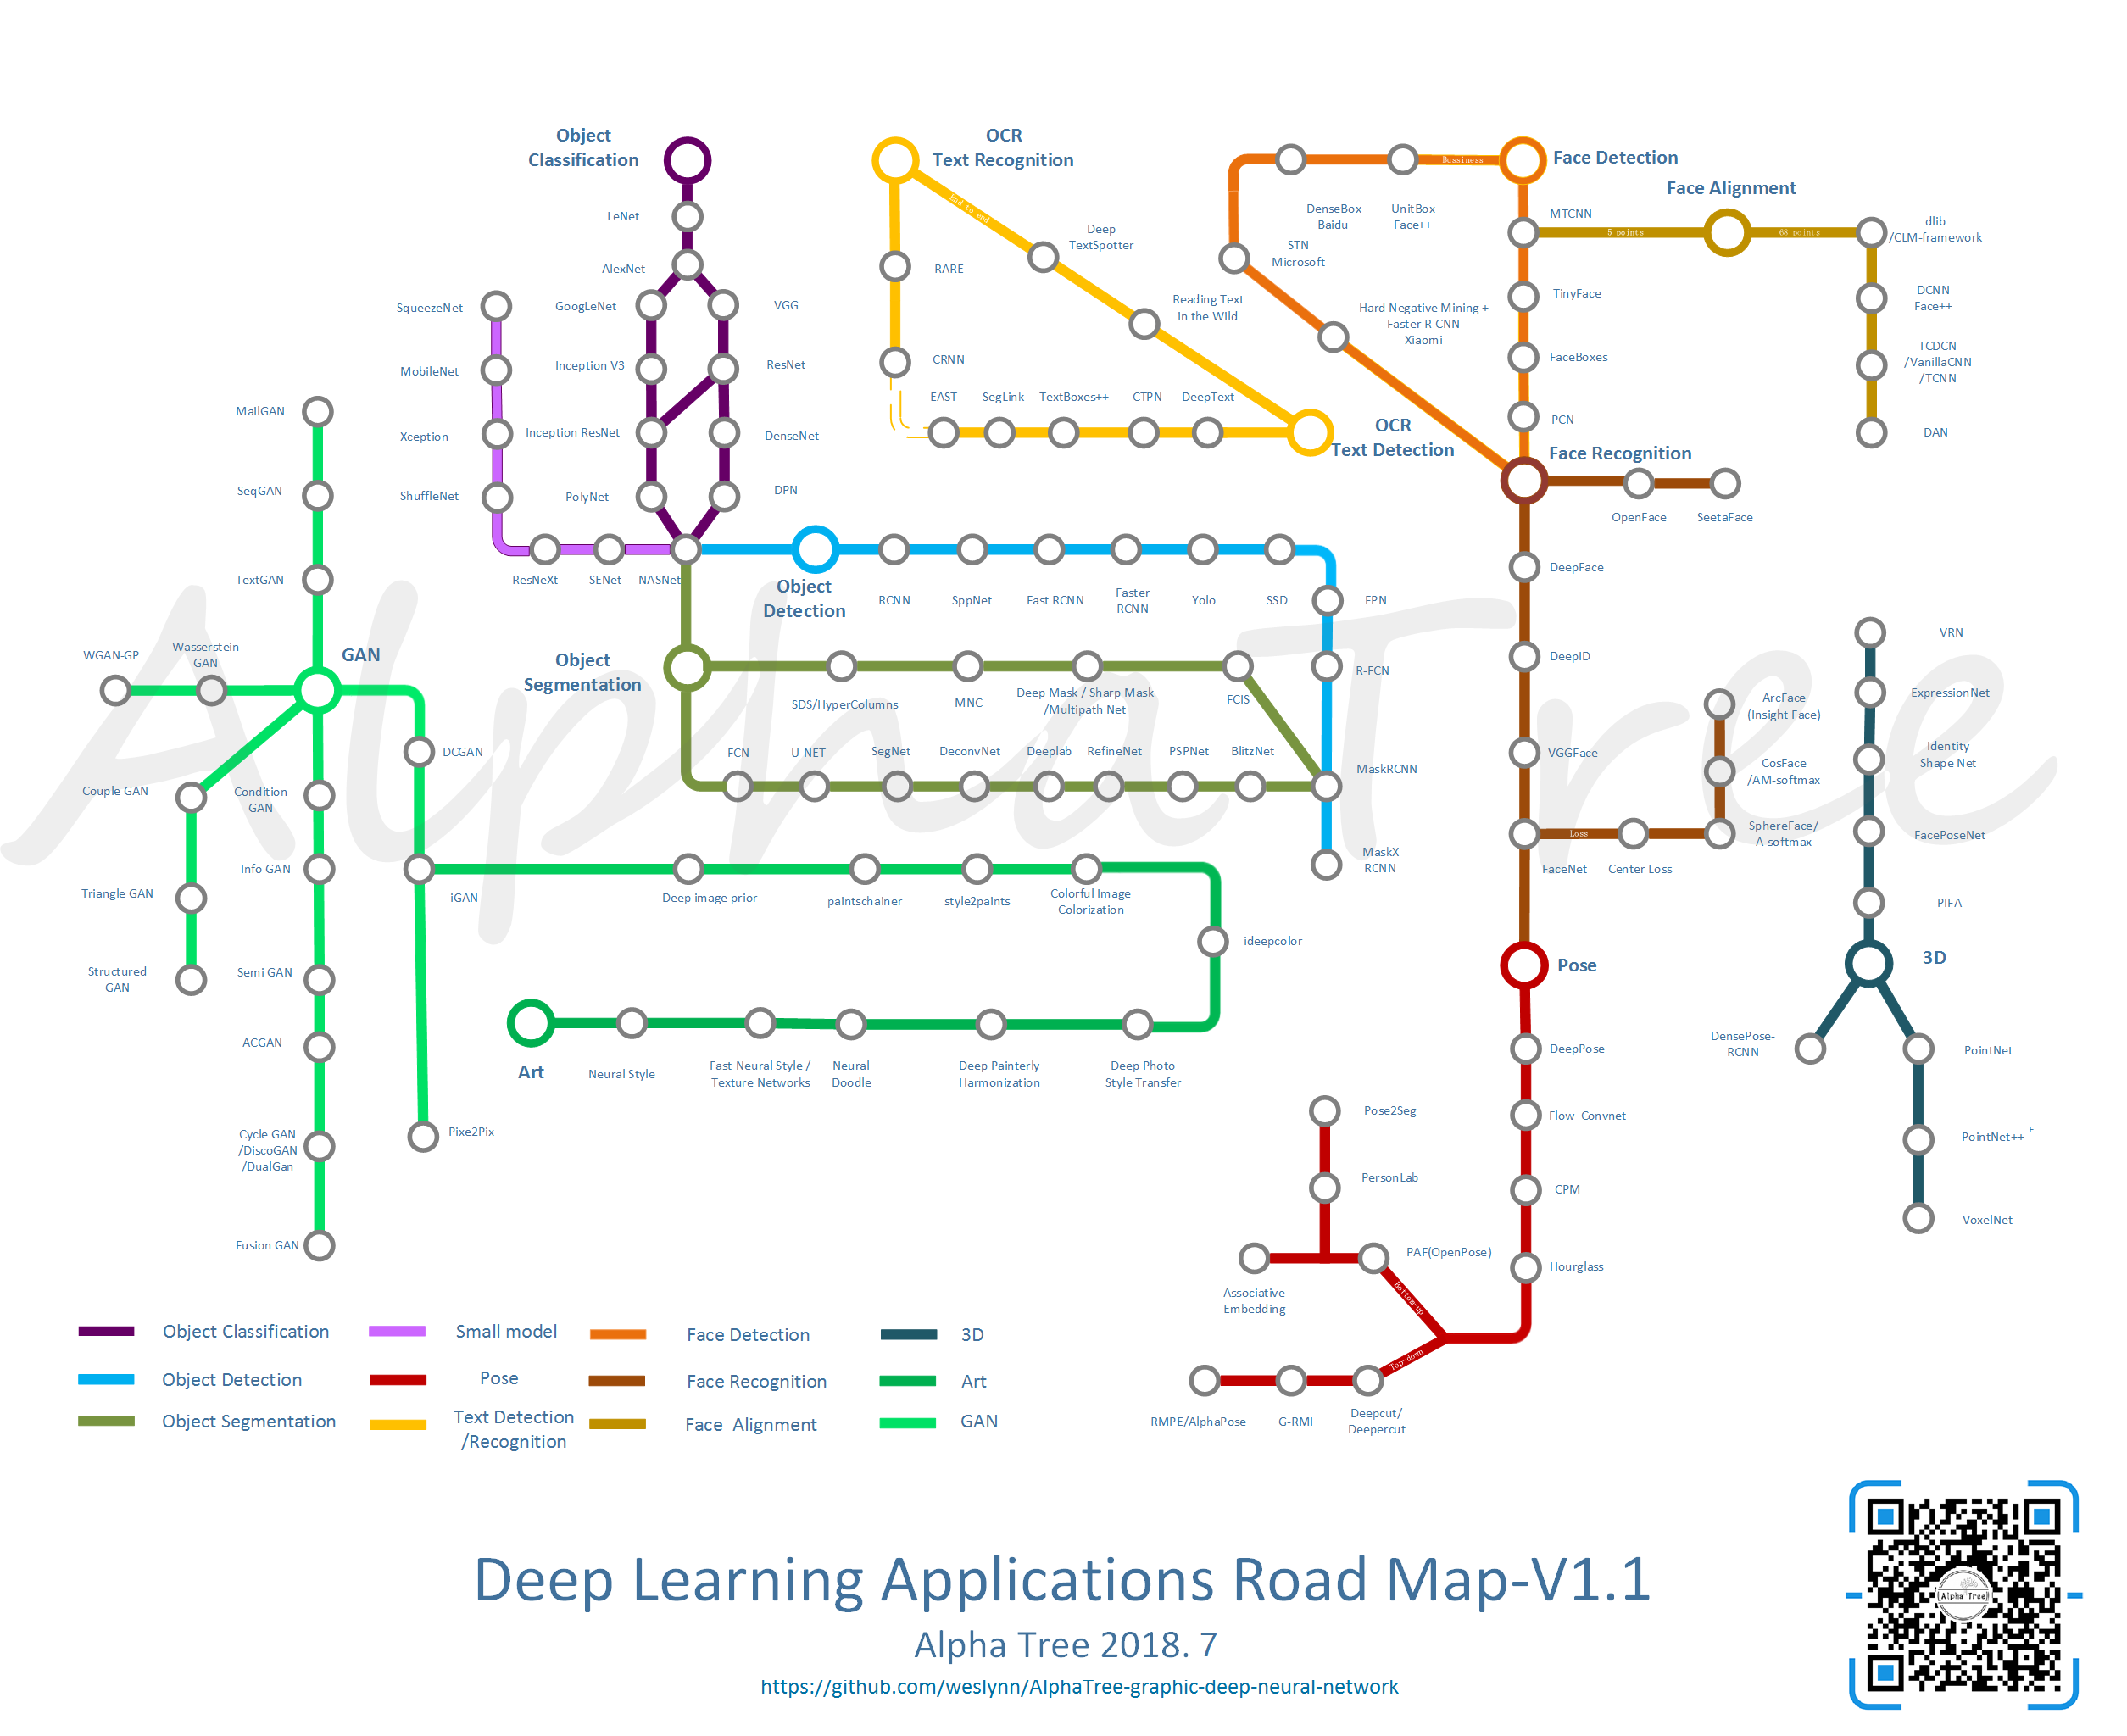 Object
Classification
LeNet
AlexNet
GoogLeNet
VGG
Inception V3
ResNet
Inception ResNet
DenseNet
PolyNet
DPN
SqueezeNet
MobileNet
Xception
ShuffleNet
ResNeXt
SENet
NASNet
OCR
Text Recognition
End to end
RARE
CRNN
Deep
TextSpotter
Reading Text
in the Wild
EAST
SegLink
TextBoxes++
CTPN
DeepText
OCR
Text Detection
Face Detection
Bussiness
UnitBox
Face++
DenseBox
Baidu
STN
Microsoft
Hard Negative Mining +
Faster R-CNN
Xiaomi
MTCNN
TinyFace
FaceBoxes
PCN
Face Alignment
5 points
68 points
dlib
/CLM-framework
DCNN
Face++
TCDCN
/VanillaCNN
/TCNN
DAN
Face Recognition
OpenFace
SeetaFace
DeepFace
DeepID
VGGFace
FaceNet
Loss
Center Loss
SphereFace/
A-softmax
CosFace
/AM-softmax
ArcFace
(Insight Face)
Object
Detection
RCNN
SppNet
Fast RCNN
Faster
RCNN
Yolo
SSD
FPN
R-FCN
MaskRCNN
MaskX
RCNN
Object
Segmentation
SDS/HyperColumns
MNC
Deep Mask / Sharp Mask
/Multipath Net
FCIS
FCN
U-NET
SegNet
DeconvNet
Deeplab
RefineNet
PSPNet
BlitzNet
MailGAN
SeqGAN
TextGAN
GAN
WGAN-GP
Wasserstein
GAN
Couple GAN
Triangle GAN
Structured
GAN
Condition
GAN
Info GAN
Semi GAN
ACGAN
Cycle GAN
/DiscoGAN
/DualGan
Fusion GAN
DCGAN
iGAN
Pixe2Pix
Deep image prior
paintschainer
style2paints
Colorful Image
Colorization
ideepcolor
Art
Neural Style
Fast Neural Style /
Texture Networks
Neural
Doodle
Deep Painterly
Harmonization
Deep Photo
Style Transfer
Pose
DeepPose
Flow Convnet
CPM
Hourglass
Bottom-up
Top-down
PAF(OpenPose)
Pose2Seg
PersonLab
Associative
Embedding
RMPE/AlphaPose
G-RMI
Deepcut/
Deepercut
VRN
ExpressionNet
Identity
Shape Net
FacePoseNet
PIFA
3D
DensePose-
RCNN
PointNet
PointNet++
VoxelNet
AlphaTree
Object Classification
Small model
Face Detection
3D
Object Detection
Pose
Face Recognition
Art
Object Segmentation
Text Detection
/Recognition
Face Alignment
GAN
Deep Learning Applications Road Map-V1.1
Alpha Tree 2018. 7
https://github.com/weslynn/AlphaTree-graphic-deep-neural-network
Alpha Tree